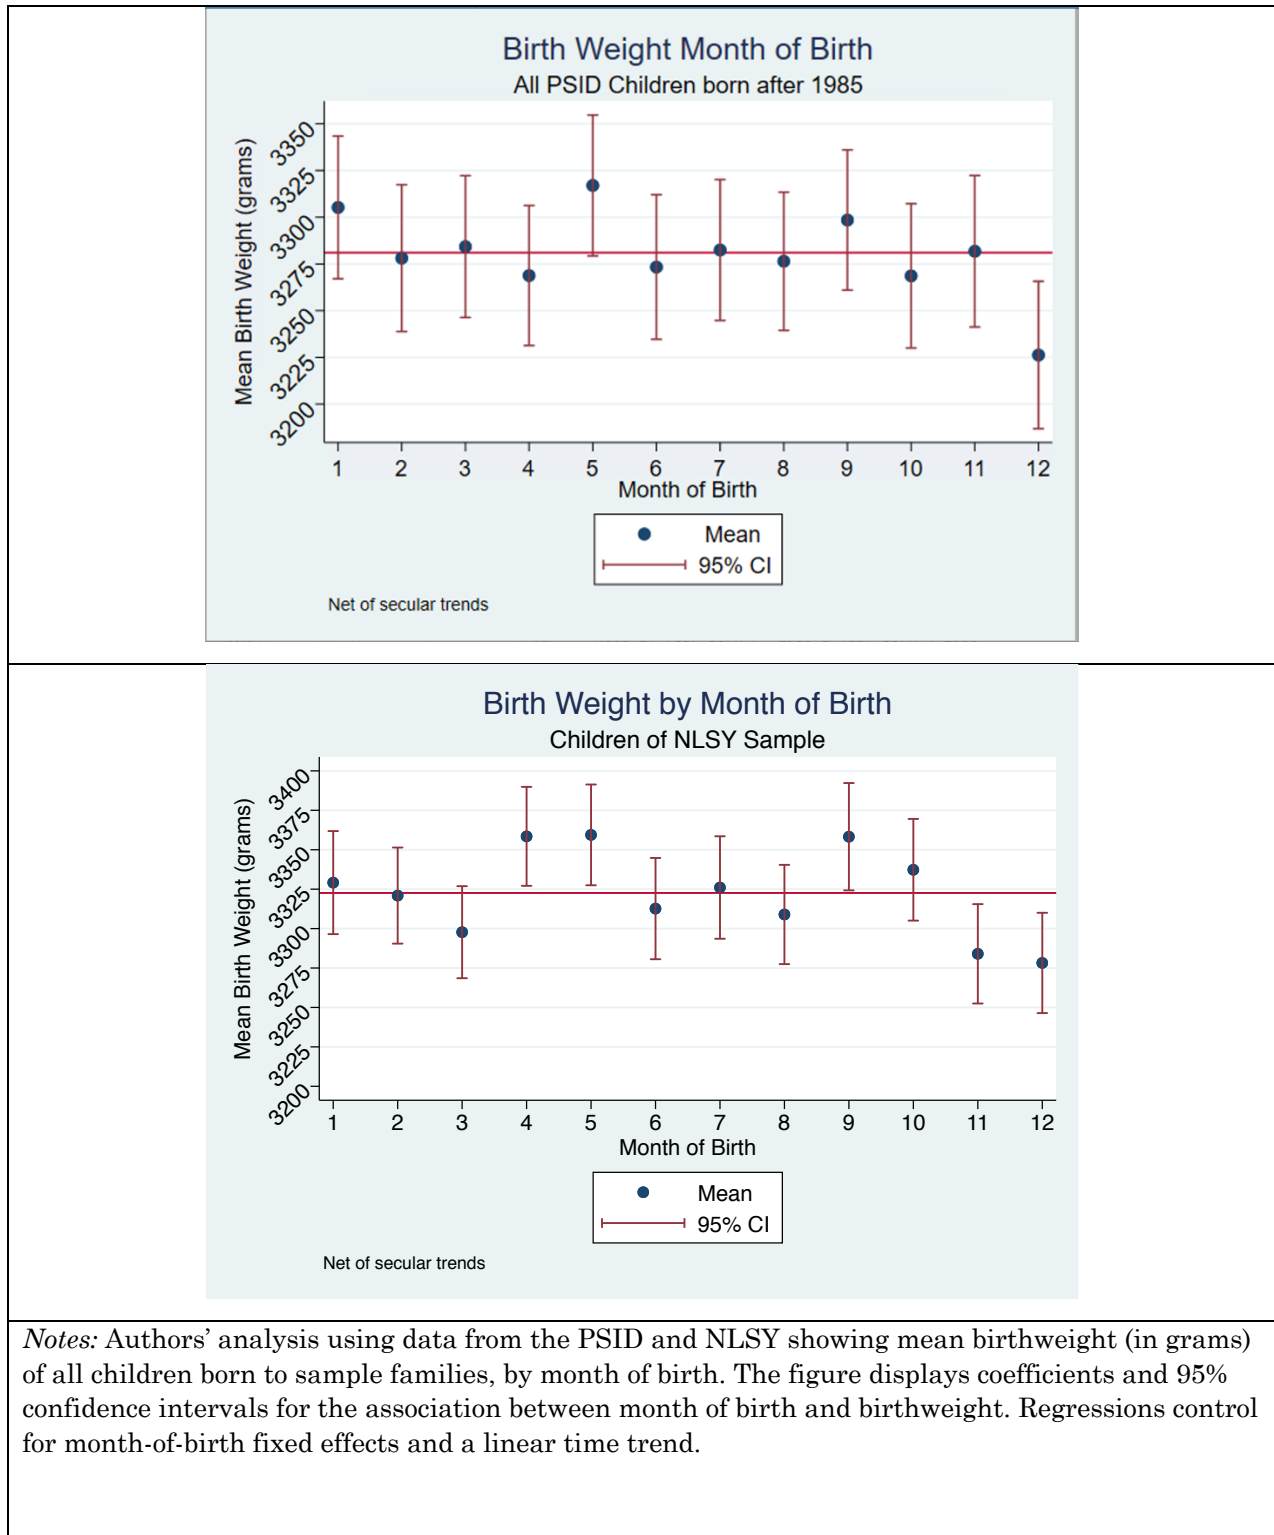 Birth Weight Month of Birth
All PSID Children born after 1985
Mean Birth Weight (grams)
3350
3325
3300
3275
3250
3225
3200
1 2 3 4 5 6 7 8 9 10 11 12
Month of Birth
Mean
95% CI
Net of secular trends
Birth Weight by Month of Birth
Children of NLSY Sample
Mean Birth Weight (grams)
3400
3375
3350
3325
3300
3275
3250
3225
3200
1 2 3 4 5 6 7 8 9 10 11 12
Month of Birth
Mean
95% CI
Net of secular trends
Notes: Authors’ analysis using data from the PSID and NLSY showing mean birthweight (in grams)
of all children born to sample families, by month of birth. The figure displays coefficients and 95%
confidence intervals for the association between month of birth and birthweight. Regressions control
for month-of-birth fixed effects and a linear time trend.